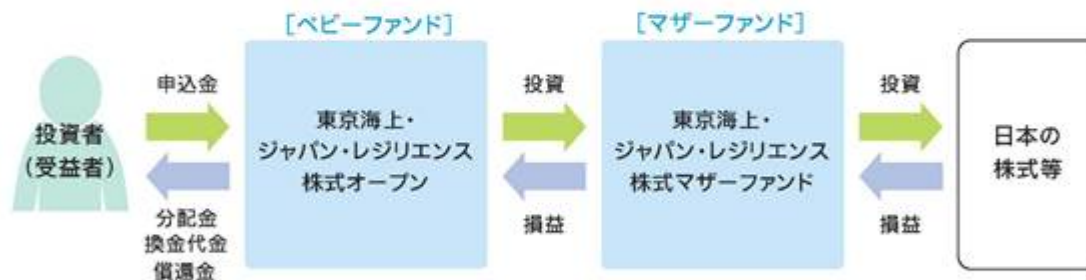 [ベビーファンド]
[マザーファンド]
投資者
(受益者)
申込金
分配金
換金代金
償還金
東京海上・
ジャパン・レジリエンス
株式オープン
投資
損益
東京海上・
ジャパン・レジリエンス
株式マザーファンド
投資
損益
日本の
株式等